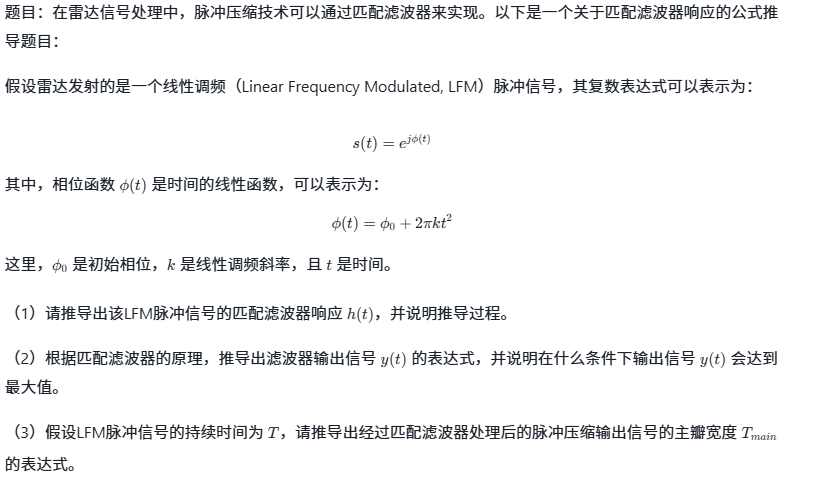 题目：在雷达信号处理中，脉冲压缩技术可以通过匹配滤波器来实现。以下是一个关于匹配滤波器响应的公式推
导题目：
假设雷达发射的是一个线性调频（Linear Frequency Modulated, LFM）脉冲信号，其复数表达式可以表示为：
s(t) = e^{jϕ(t)}
其中，相位函数 ϕ(t) 是时间的线性函数，可以表示为：
ϕ(t) = ϕ₀ + 2πkt²
这里，ϕ₀ 是初始相位，k 是线性调频斜率，且 t 是时间。
（1）请推导出该LFM脉冲信号的匹配滤波器响应 h(t)，并说明推导过程。
（2）根据匹配滤波器的原理，推导出滤波器输出信号 y(t) 的表达式，并说明在什么条件下输出信号 y(t) 会达到
最大值。
（3）假设LFM脉冲信号的持续时间为 T，请推导出经过匹配滤波器处理后的脉冲压缩输出信号的主瓣宽度 T_{main}
的表达式。